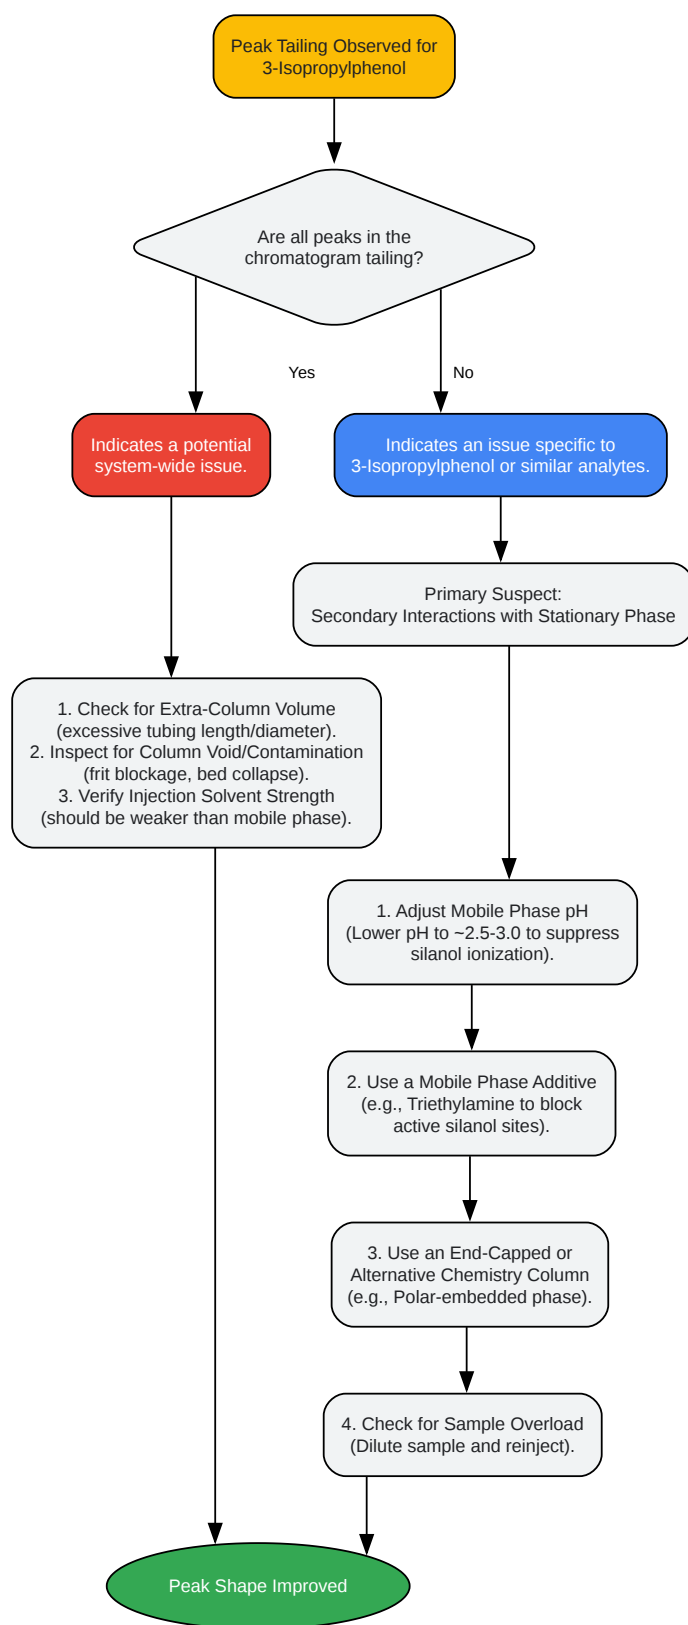 Peak Tailing Observed for
3-Isopropylphenol
Are all peaks in the
chromatogram tailing?
Yes
No
Indicates a potential
system-wide issue.
Indicates an issue specific to
3-Isopropylphenol or similar analytes.
Primary Suspect:
Secondary Interactions with Stationary Phase
1. Check for Extra-Column Volume
(excessive tubing length/diameter).
2. Inspect for Column Void/Contamination
(frit blockage, bed collapse).
3. Verify Injection Solvent Strength
(should be weaker than mobile phase).
1. Adjust Mobile Phase pH
(Lower pH to ~2.5-3.0 to suppress
silanol ionization).
2. Use a Mobile Phase Additive
(e.g., Triethylamine to block
active silanol sites).
3. Use an End-Capped or
Alternative Chemistry Column
(e.g., Polar-embedded phase).
4. Check for Sample Overload
(Dilute sample and reinject).
Peak Shape Improved